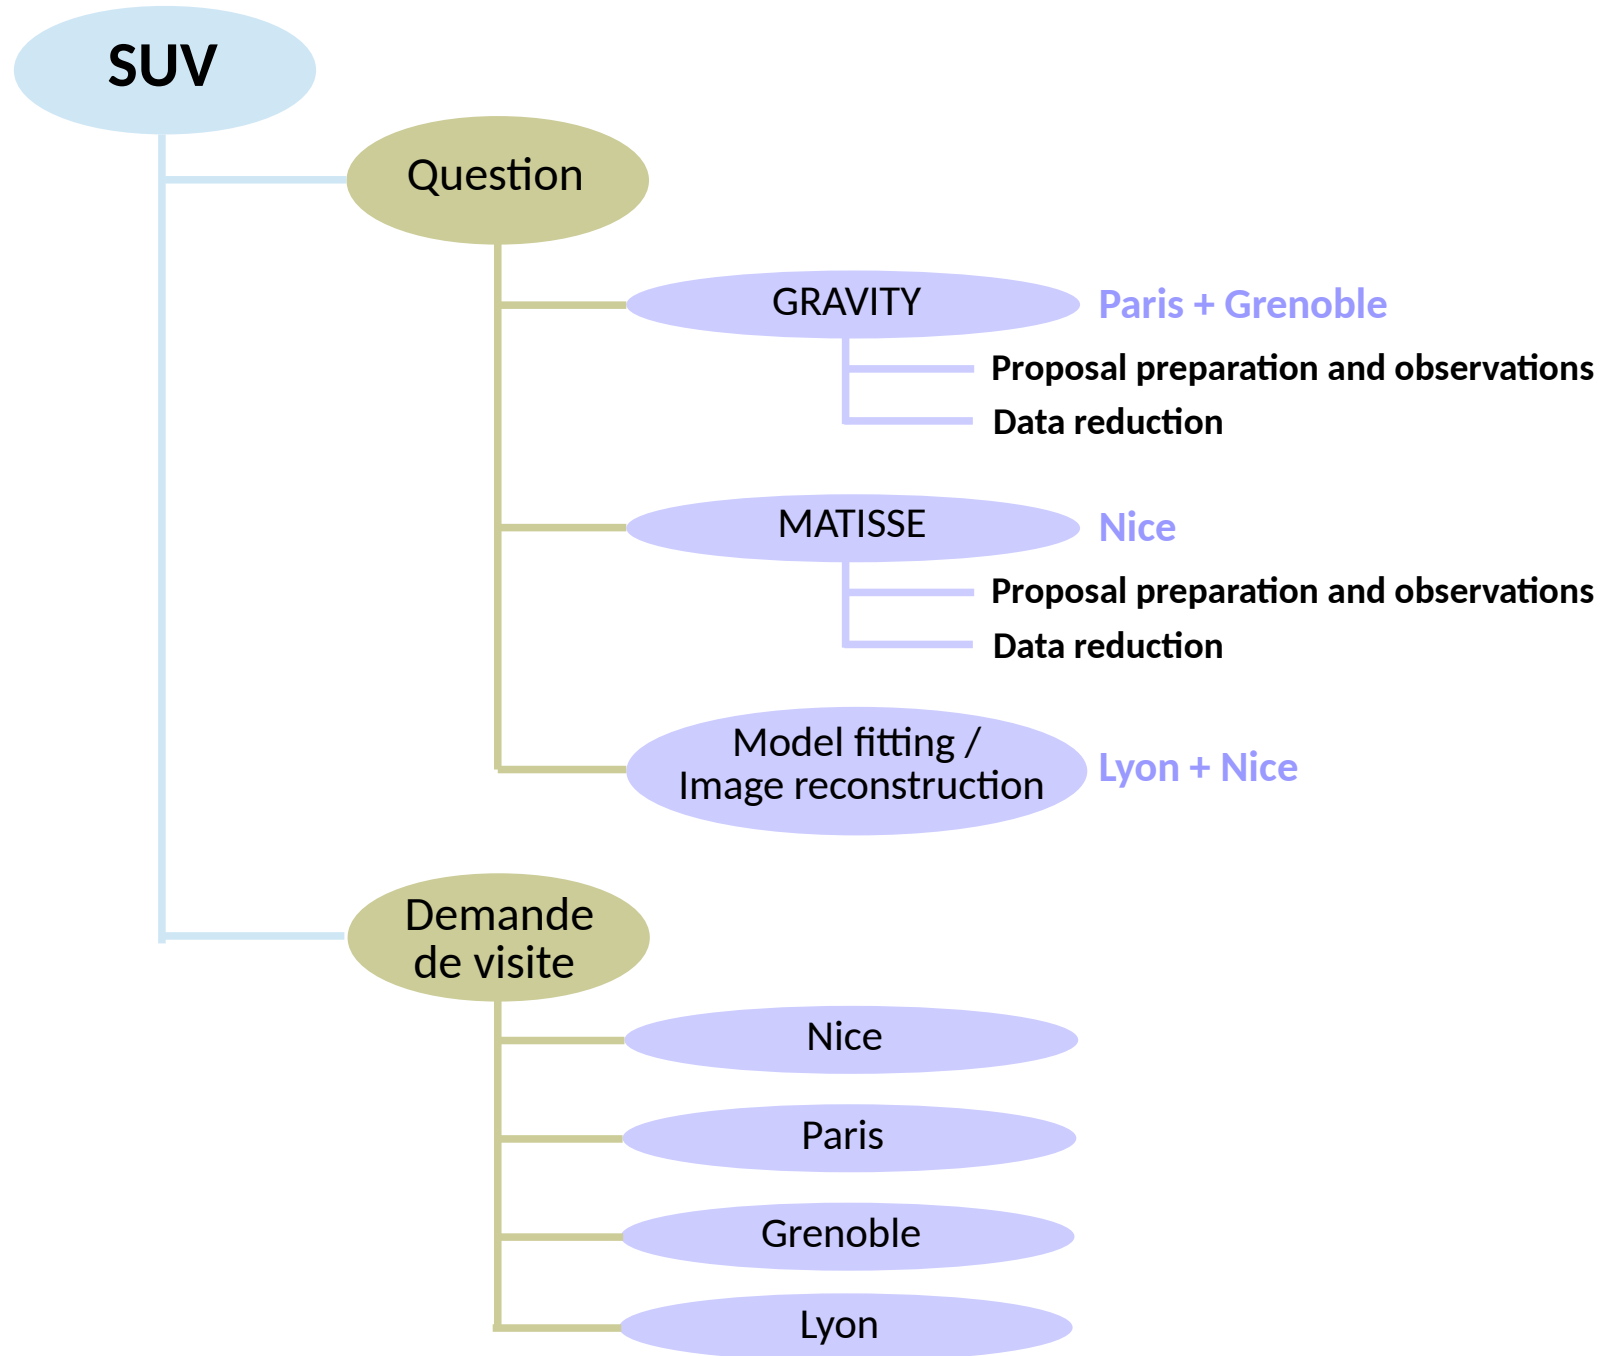 SUV
Question
GRAVITY Paris + Grenoble
Proposal preparation and observations
Data reduction
MATISSE Nice
Proposal preparation and observations
Data reduction
Model fitting /
Image reconstruction
Lyon + Nice
Demande
de visite
Nice
Paris
Grenoble
Lyon